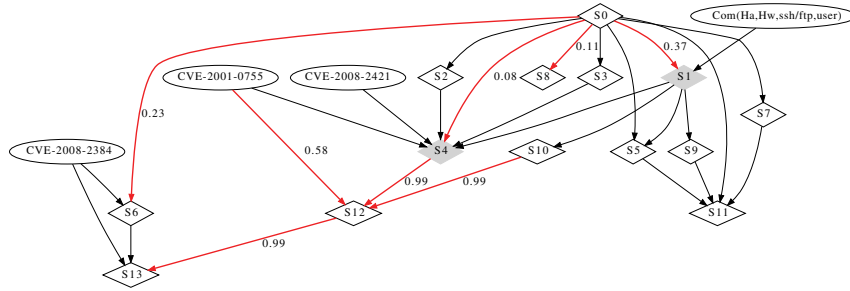 S0
Com(Ha,Hw,ssh/ftp,user)
0.11
0.37
CVE-2001-0755
CVE-2008-2421
S2
S8
S3
S1
0.08
0.23
S7
CVE-2008-2384
0.58
S4
S10
S5
S9
0.99
0.99
S6
S12
S11
0.99
S13